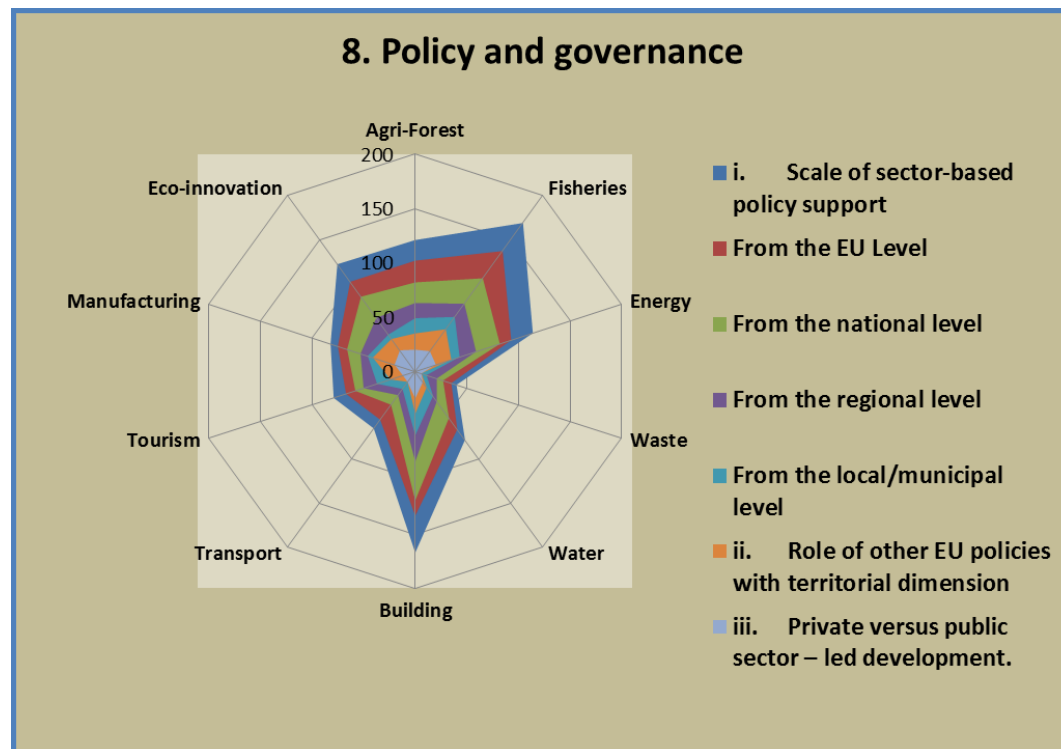 8. Policy and governance
Agri-Forest
200
Eco-innovation
Fisheries
150
100
Manufacturing
Energy
50
0
Tourism
Waste
Transport
Water
Building
i. Scale of sector-based
policy support
From the EU Level
From the national level
From the regional level
From the local/municipal
level
ii. Role of other EU policies
with territorial dimension
iii. Private versus public
sector – led development.